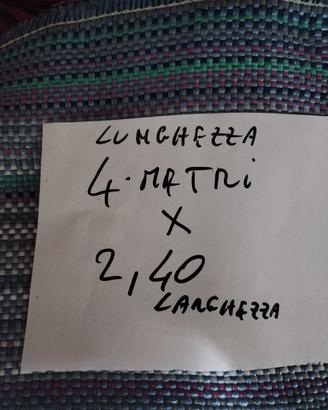 LUNGHEZZA
4 · MATRI
X
2,40
LARGHEZZA